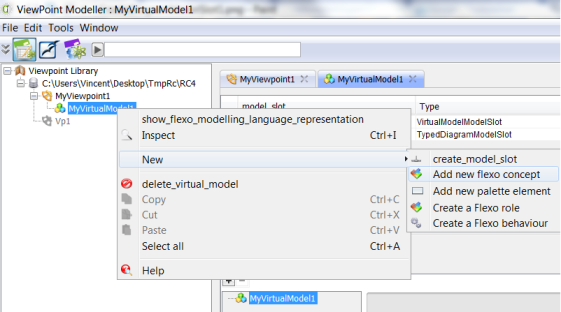 ViewPoint Modeller : MyVirtualModel1
File Edit Tools Window
Viewpoint Library
C:\Users\Vincent\Desktop\TmpRc\RC4
MyViewpoint1
MyVirtualModel1
Vp1
MyViewpoint1
MyVirtualModel1
model_slot
Type
VirtualModelModelSlot
TypedDiagramModelSlot
show_flexo_modelling_language_representation
Inspect Ctrl+I
New
delete_virtual_model
Copy Ctrl+C
Cut Ctrl+X
Paste Ctrl+V
Select all Ctrl+A
Help
create_model_slot
Add new flexo concept
Add new palette element
Create a Flexo role
Create a Flexo behaviour
MyVirtualModel1